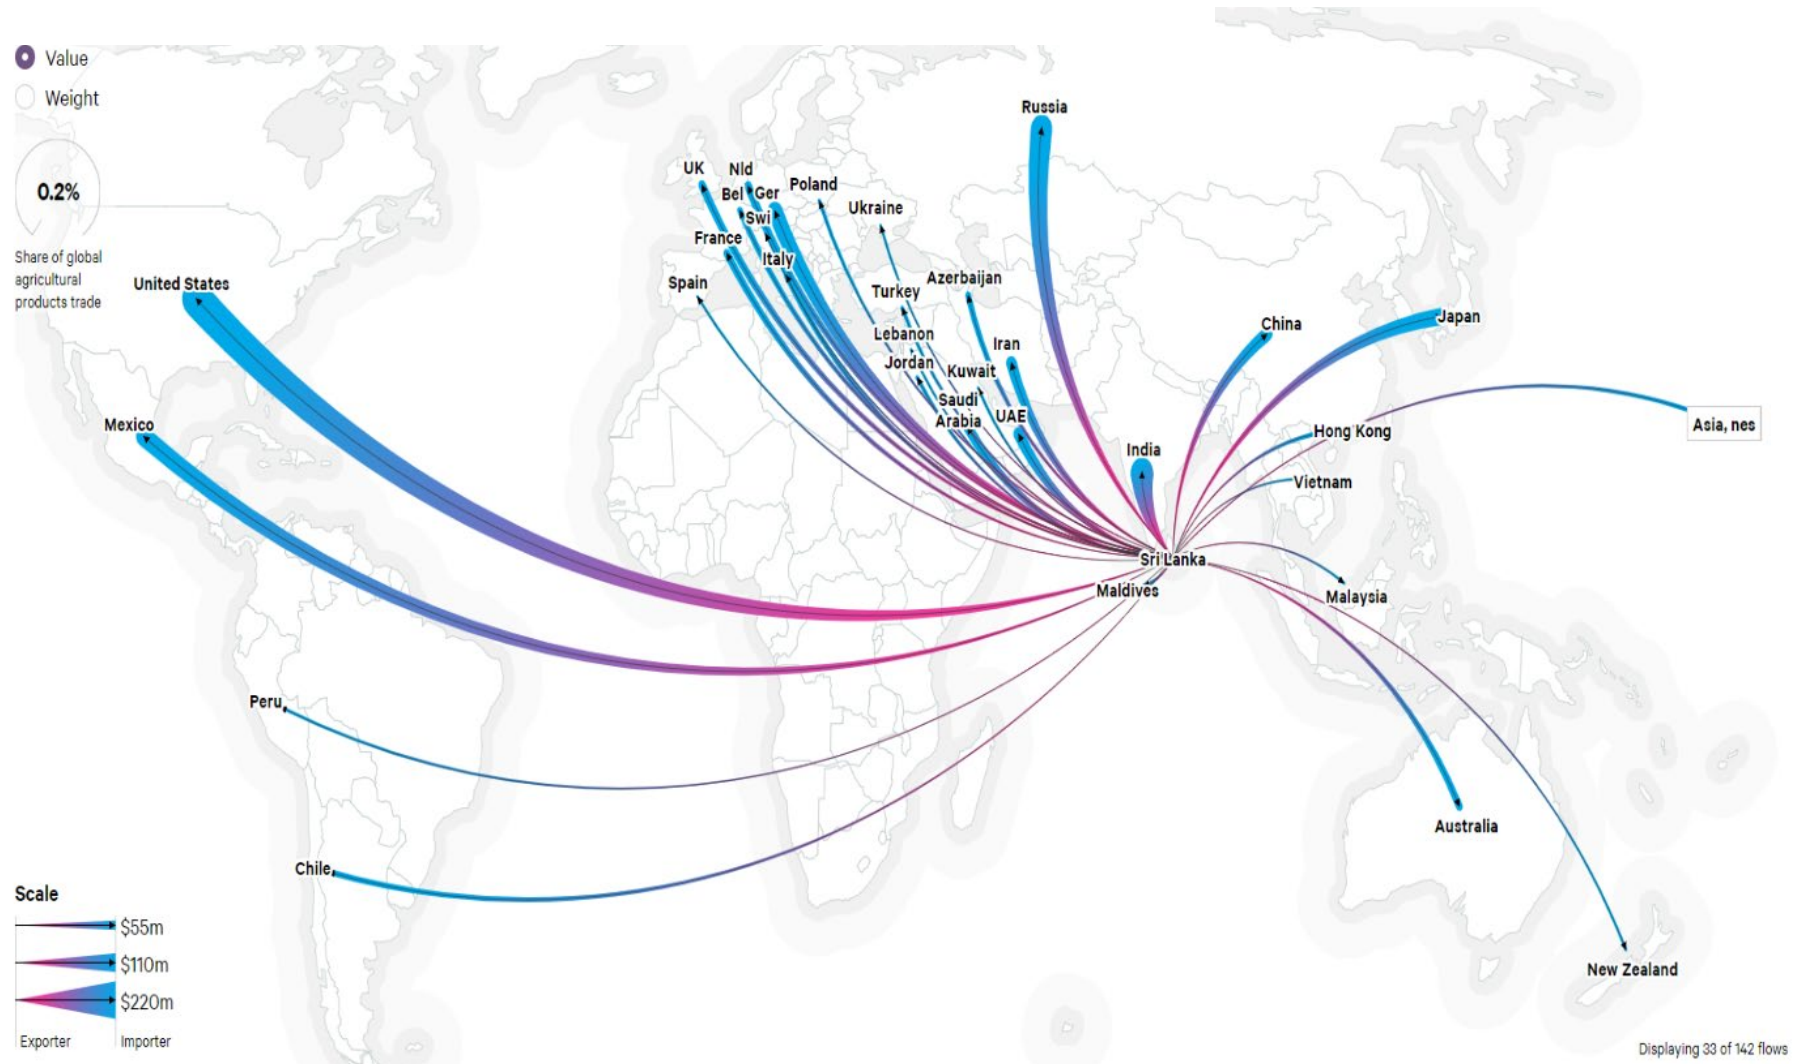 Value
Weight
0.2%
Share of global
agricultural
products trade
United States
Mexico
Peru
Chile
UK
Nld
Bel
Ger
Swi
France
Italy
Spain
Poland
Ukraine
Russia
Turkey
Azerbaijan
Lebanon
Iran
Jordan
Kuwait
Saudi
Arabia
UAE
India
China
Japan
Hong Kong
Asia, nes
Vietnam
Sri Lanka
Maldives
Malaysia
Australia
New Zealand
Scale
$55m
$110m
$220m
Exporter
Importer
Displaying 33 of 142 flows